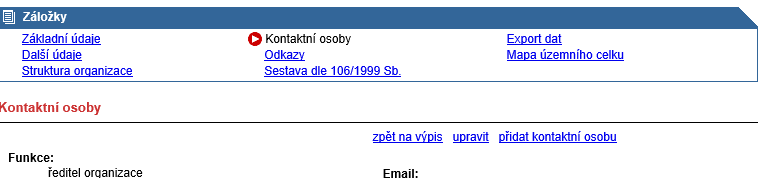 Záložky
Základní údaje Kontaktní osoby Export dat
Další údaje Odkazy Mapa územního celku
Struktura organizace Sestava dle 106/1999 Sb.
Kontaktní osoby
zpět na výpis upravit přidat kontaktní osobu
Funkce:
ředitel organizace Email: